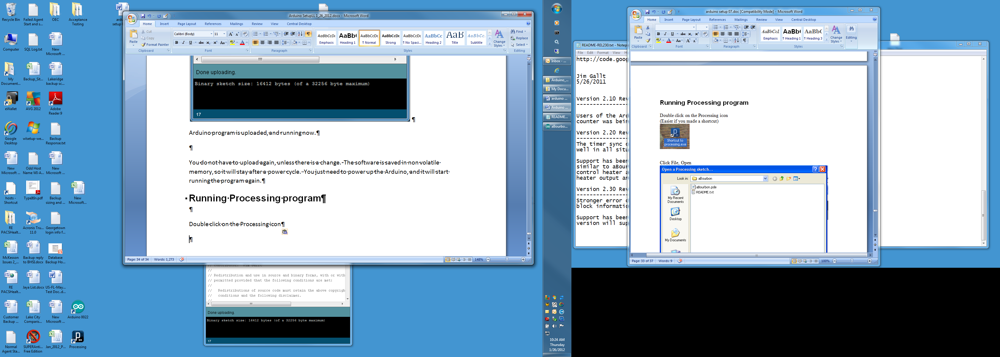 Recycle Bin
Failed Agent
Start and s...
OEC
Acceptance
Testing
Computer
SQL Log.txt
New
Microsoft ...
My
Document...
Backup_Sit...
Lakeridge
backup sc...
eWallet
AVG 2012
Adobe
Reader 9
Google
Desktop
wlsetup-we...
Backup
Response.txt
New
Microsoft ...
Odd Host
Name WI-A...
New
Microsoft ...
hosts -
Shortcut
TypeItIn.pdf
Backup
sizing and ...
New
Microsoft...
RE
PACSHealt...
Acronis Tru...
11.0
Georgetown
login info f...
McKesson
Issues 2_...
Backup reply
to BHSI.docx
Database
Backup Ho...
RE
PACSHealt...
Jaya List.docx
US-FL-May...
Test Doc..d...
Customer
Backup ...
Lake City
Comparis...
New
Microsoft ...
Arduino 0022
Normal
Agent Sta...
SUPERAnti...
Free Edition
Jan_2012_P...
Processing
Arduino SetupLL 1_26_2012.docx - Microsoft Word
Home Insert Page Layout References Mailings Review View Central Desktop
Paste
Cut
Copy
Format Painter
Clipboard
Calibri (Body) 11
Font
Paragraph
AaBbCcDc Emphasis
AaBb( Heading 1
AaBbCcDc ¶ Normal
AaBbCcDc Strong
AaBbCcDc ¶ No Spaci...
AaBbCc Heading 2
AaB Title
AaBbCc. Subtitle
Change
Styles
Styles
Find
Replace
Select
Editing
Done uploading.
Binary sketch size: 16412 bytes (of a 32256 byte maximum)
17
¶
Arduino·program·is·uploaded,·and·running·now.¶
¶
You·do·not·have·to·upload·again,·unless·there·is·a·change.··The·software·is·saved·in·non·volatile·
memory,·so·it·will·stay·after·a·power·cycle.··You·just·need·to·power·up·the·Arduino,·and·it·will·start·
running·the·program·again.¶
Running·Processing·program¶
¶
Double·click·on·the·Processing·icon¶
¶
Page: 34 of 34 Words: 1,273 148%
// Redistribution and use in source and binary forms, with or with
// permitted provided that the following conditions are met:
//
// Redistributions of source code must retain the above copyrigh
// conditions and the following disclaimer.
//
Done uploading.
Binary sketch size: 16412 bytes (of a 32256 byte maximum)
17
Inbox - ...
Arduino_...
My Docu...
arduino ...
Arduino ...
README...
aBourbo...
10:24 AM
Thursday
1/26/2012
README-REL230.txt - Notep
File Edit Format View H
http://code.goog
Jim Gallt
5/26/2011
Version 2.10 Rev
----------------
Users of the Ard
counter was bein
Version 2.20 Rev
----------------
The timer sync c
well in all situ
Support has been
similar to aBour
control heater a
heater output an
Version 2.30 Rev
----------------
Stronger error c
block informatio
Support has been
version will sup
arduino setup 07.doc [Compatibility Mode] - Microsoft Word
Home Insert Page Layout References Mailings Review View Central Desktop
Paste
Clipboard
Font
Paragraph
AaBbCcL Emphasis
AaBb( ¶ Heading 1
AaBbC ¶ Heading 3
Change
Styles
Styles
Editing
Running Processing program
Double click on the Processing icon
(Easier if you made a shortcut)
Shortcut to
processing.exe
Click File, Open
Open a Processing sketch...
Look in: aBourbon
aBourbon.pde
README.txt
My Recent
Documents
Desktop
My Documents
Page: 33 of 37 Words: 9 100%